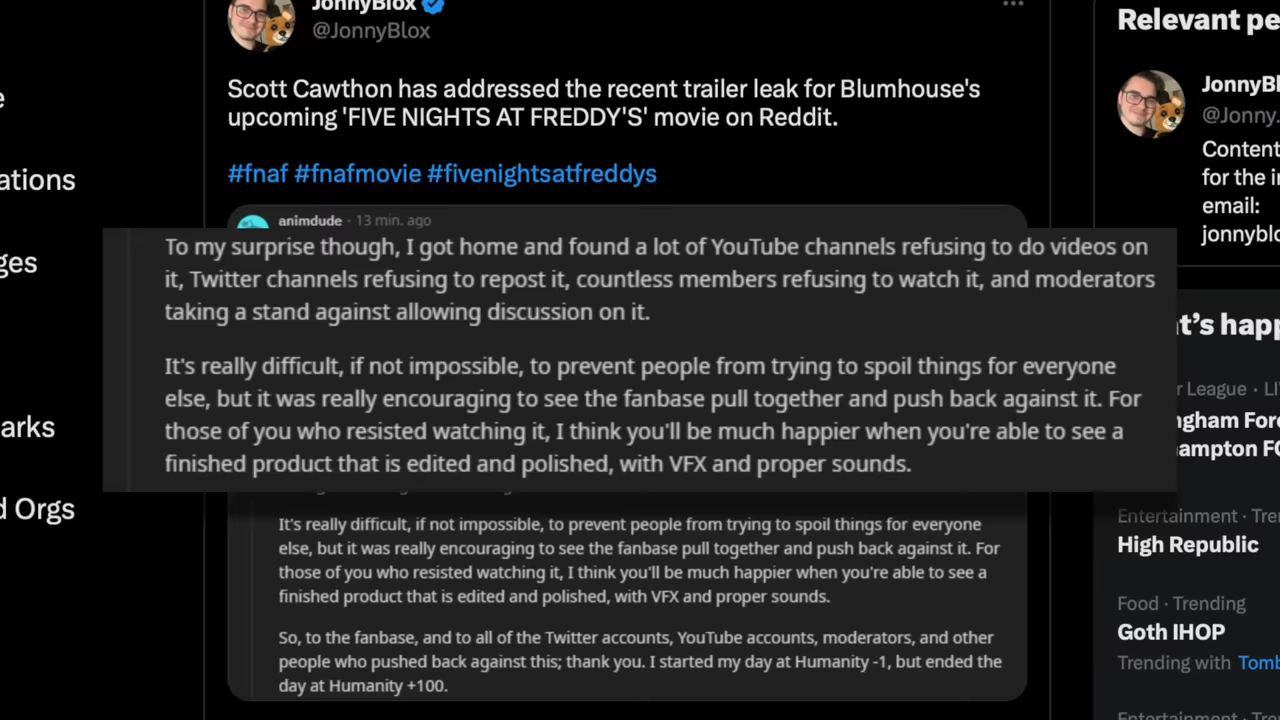 JonnyBlox
@JonnyBlox
Scott Cawthon has addressed the recent trailer leak for Blumhouse's
upcoming 'FIVE NIGHTS AT FREDDY'S' movie on Reddit.
#fnaf #fnafmovie #fivenightsatfreddys
animdude · 13 min. ago
To my surprise though, I got home and found a lot of YouTube channels refusing to do videos on
it, Twitter channels refusing to repost it, countless members refusing to watch it, and moderators
taking a stand against allowing discussion on it.
It's really difficult, if not impossible, to prevent people from trying to spoil things for everyone
else, but it was really encouraging to see the fanbase pull together and push back against it. For
those of you who resisted watching it, I think you'll be much happier when you're able to see a
finished product that is edited and polished, with VFX and proper sounds.
It's really difficult, if not impossible, to prevent people from trying to spoil things for everyone
else, but it was really encouraging to see the fanbase pull together and push back against it. For
those of you who resisted watching it, I think you'll be much happier when you're able to see a
finished product that is edited and polished, with VFX and proper sounds.
So, to the fanbase, and to all of the Twitter accounts, YouTube accounts, moderators, and other
people who pushed back against this; thank you. I started my day at Humanity -1, but ended the
day at Humanity +100.
ations
ges
arks
d Orgs
Relevant pe
JonnyBl
@Jonny.
Content
for the i
email:
jonnyblo
t's happ
r League · LI
ngham Fore
hampton FC
Entertainment · Tre
High Republic
Food · Trending
Goth IHOP
Trending with Tomb